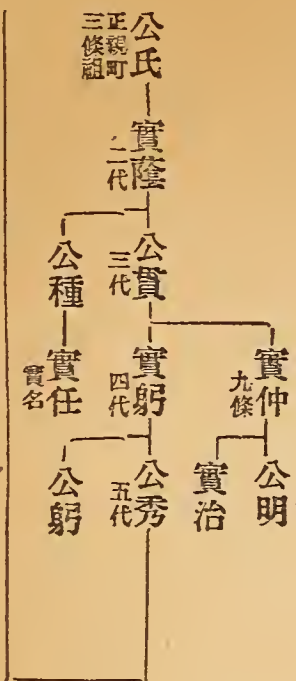 公氏
正親町
三條祖
實蔭
二代
公貫
三代
公種
實仲
九條
實躬
四代
實任
實名
公明
實治
公秀
五代
公躬